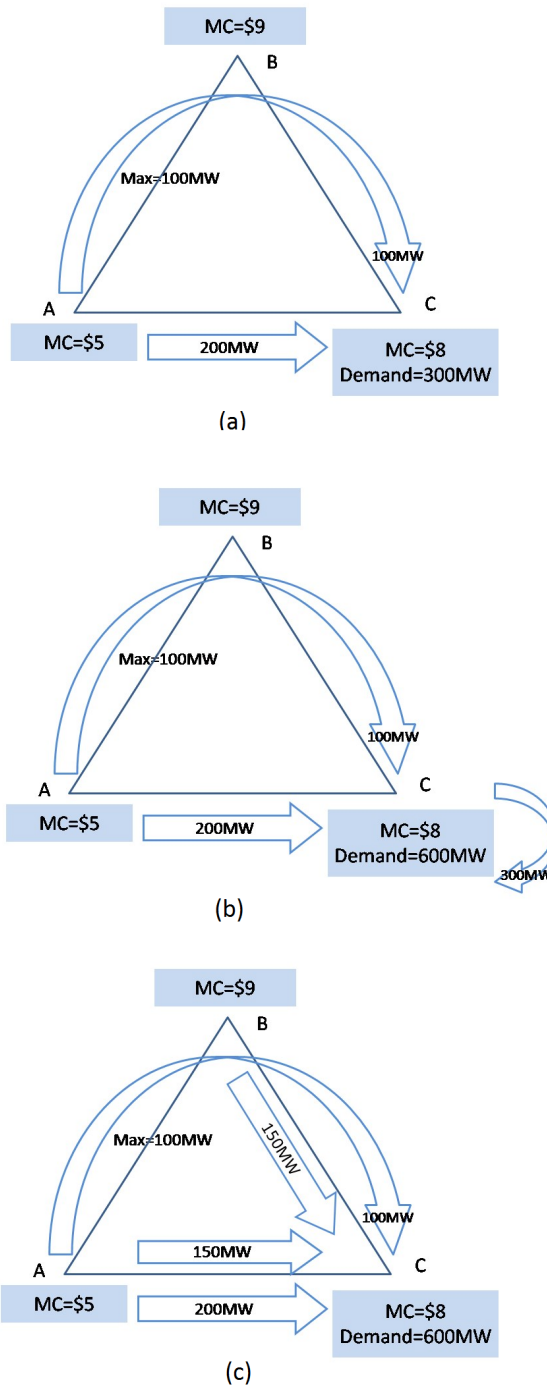 MC=$9
B
Max=100MW
100MW
A
C
MC=$5
200MW
MC=$8
Demand=300MW
(a)
MC=$9
B
Max=100MW
100MW
A
C
MC=$5
200MW
MC=$8
Demand=600MW
300MW
(b)
MC=$9
B
Max=100MW
150MW
100MW
150MW
A
C
MC=$5
200MW
MC=$8
Demand=600MW
(c)